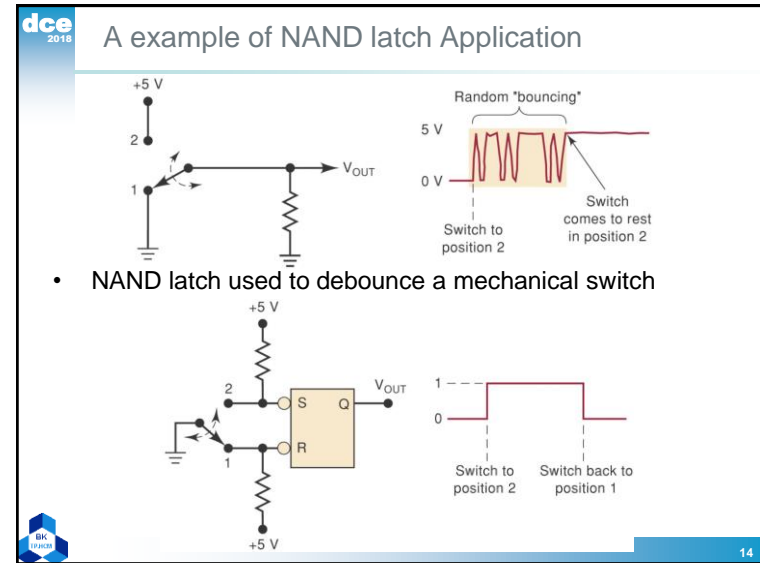 dce
2018
A example of NAND latch Application
+5 V
2
1
VOUT
Random "bouncing"
5 V
0 V
Switch to
position 2
Switch
comes to rest
in position 2
• NAND latch used to debounce a mechanical switch
+5 V
2
1
S
Q
R
VOUT
+5 V
1
0
Switch to
position 2
Switch back to
position 1
BK
TP.HCM
14